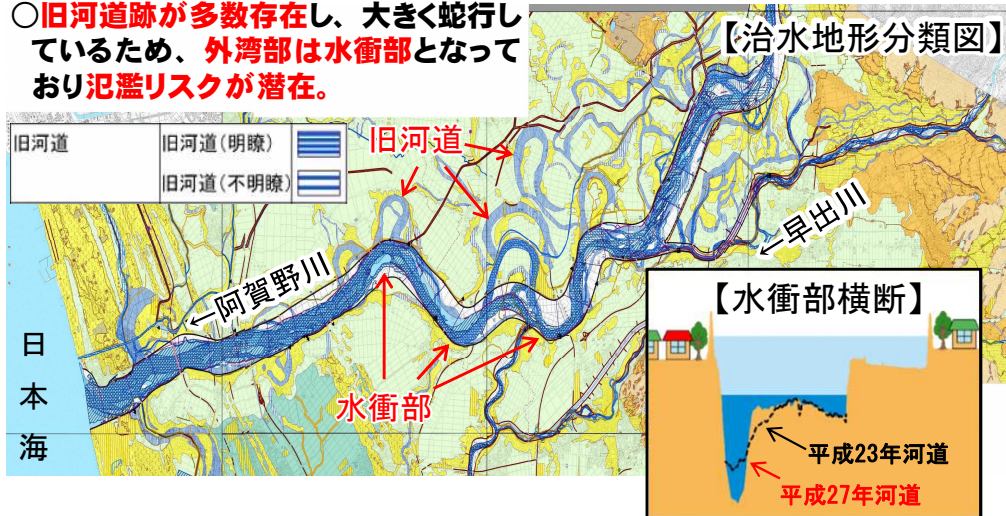 ○旧河道跡が多数存在し、大きく蛇行し
ているため、外湾部は水衝部となって
おり氾濫リスクが潜在。
【治水地形分類図】
旧河道
旧河道(明瞭)
旧河道(不明瞭)
旧河道
←早出川
←阿賀野川
日本海
水衝部
【水衝部横断】
平成23年河道
平成27年河道